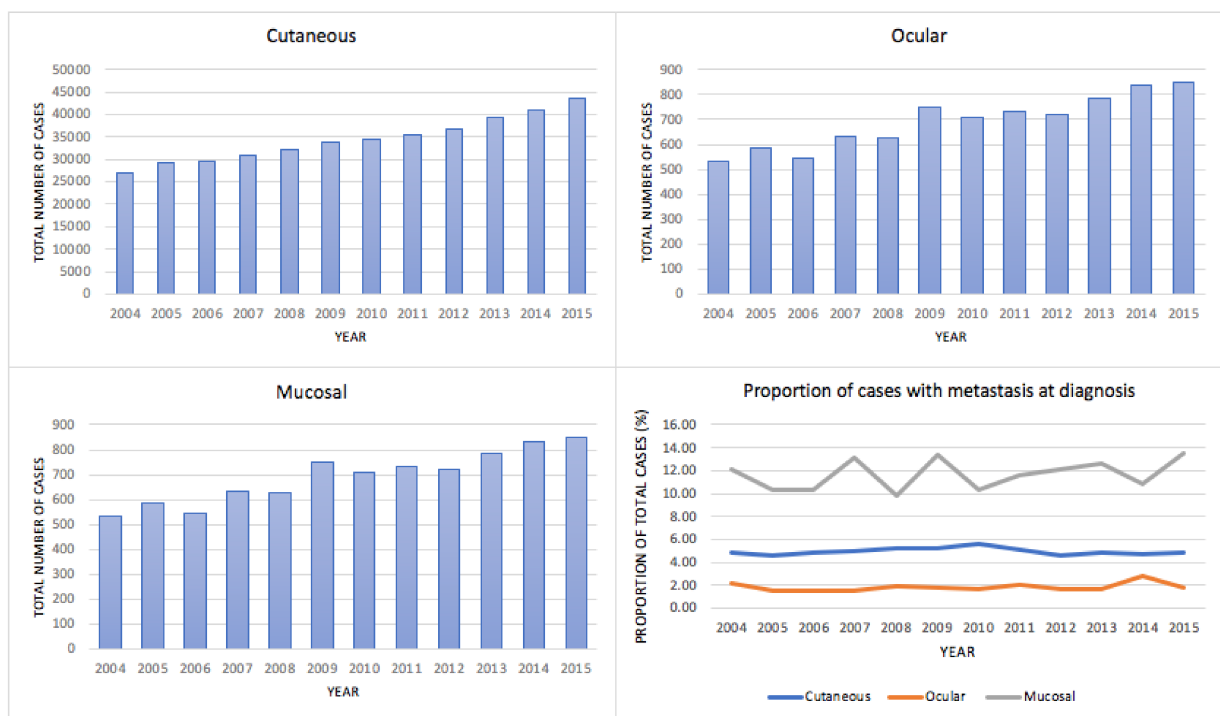 Cutaneous
TOTAL NUMBER OF CASES
50000
45000
40000
35000
30000
25000
20000
15000
10000
5000
0
2004 2005 2006 2007 2008 2009 2010 2011 2012 2013 2014 2015
YEAR
Ocular
TOTAL NUMBER OF CASES
900
800
700
600
500
400
300
200
100
0
2004 2005 2006 2007 2008 2009 2010 2011 2012 2013 2014 2015
YEAR
Mucosal
TOTAL NUMBER OF CASES
900
800
700
600
500
400
300
200
100
0
2004 2005 2006 2007 2008 2009 2010 2011 2012 2013 2014 2015
YEAR
Proportion of cases with metastasis at diagnosis
PROPORTION OF TOTAL CASES (%)
16.00
14.00
12.00
10.00
8.00
6.00
4.00
2.00
0.00
2004 2005 2006 2007 2008 2009 2010 2011 2012 2013 2014 2015
YEAR
Cutaneous Ocular Mucosal